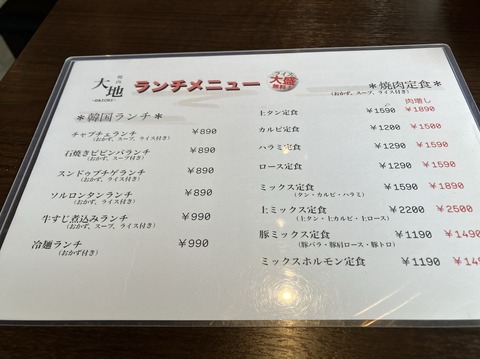 焼肉
大地
-DAICHI-
ランチメニュー
ライス
大盛
無料♪
＊韓国ランチ＊
チャプチェランチ ￥890
(おかず、スープ、ライス付き)
石焼きビビンバランチ ￥890
(おかず、スープ付き)
スンドゥブチゲランチ ￥890
(おかず、ライス付き)
ソルロンタンランチ ￥890
(おかず、ライス付き)
牛すじ煮込みランチ ￥990
(おかず、スープ、ライス付き)
冷麺ランチ ￥990
(おかず付き)
＊焼肉定食＊
(おかず、スープ、ライス付き)
肉増し
上タン定食 ￥1590 ￥1890
カルビ定食 ￥1200 ￥1500
ハラミ定食 ￥1290 ￥1590
ロース定食 ￥1200 ￥1500
ミックス定食 ￥1590 ￥1890
(タン・カルビ・ハラミ)
上ミックス定食 ￥2200 ￥2500
(上タン・上カルビ・上ロース)
豚ミックス定食 ￥1190 ￥1490
(豚バラ・豚肩ロース・豚トロ)
ミックスホルモン定食 ￥1190